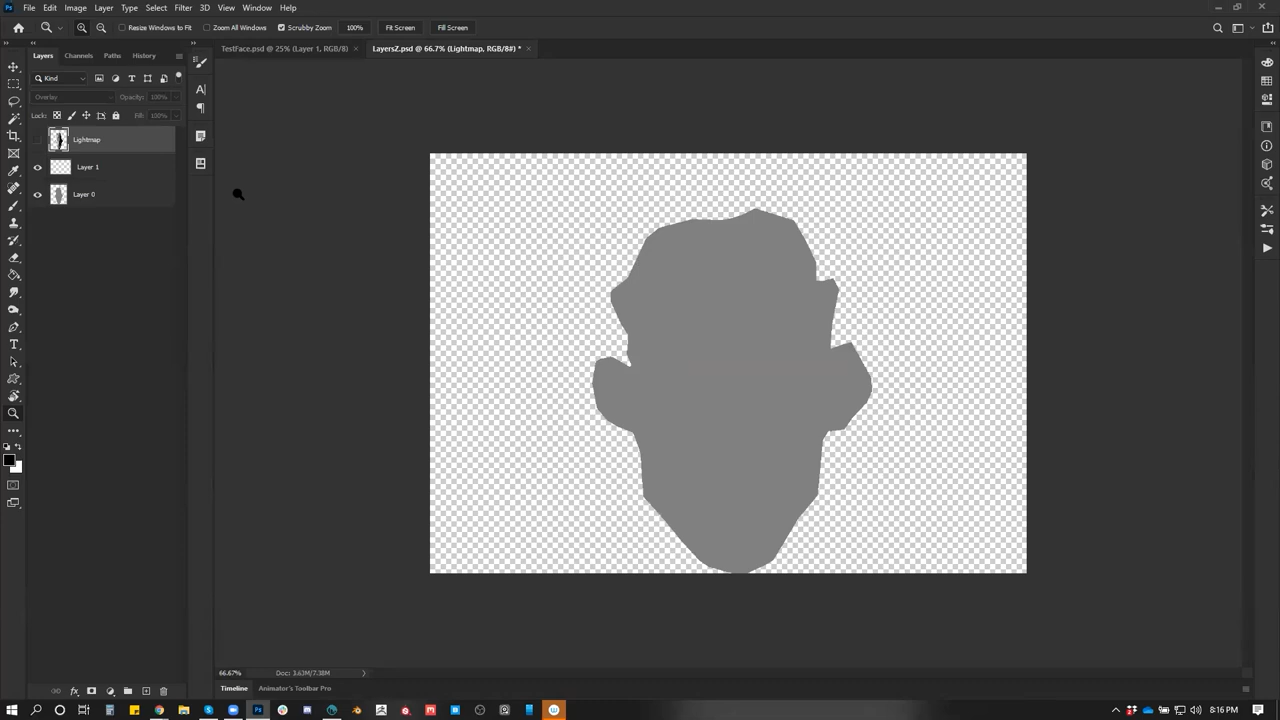 File Edit Image Layer Type Select Filter 3D View Window Help
Resize Windows to Fit Zoom All Windows Scrubby Zoom 100% Fit Screen Fill Screen
Layers Channels Paths History
TestFace.psd @ 25% (Layer 1, RGB/8) × LayersZ.psd @ 66.7% (Lightmap, RGB/8#) * ×
Kind
Overlay Opacity: 100%
Lock: Fill: 100%
Lightmap
Layer 1
Layer 0
66.67% Doc: 3.63M/7.38M
Timeline Animator's Toolbar Pro
8:16 PM